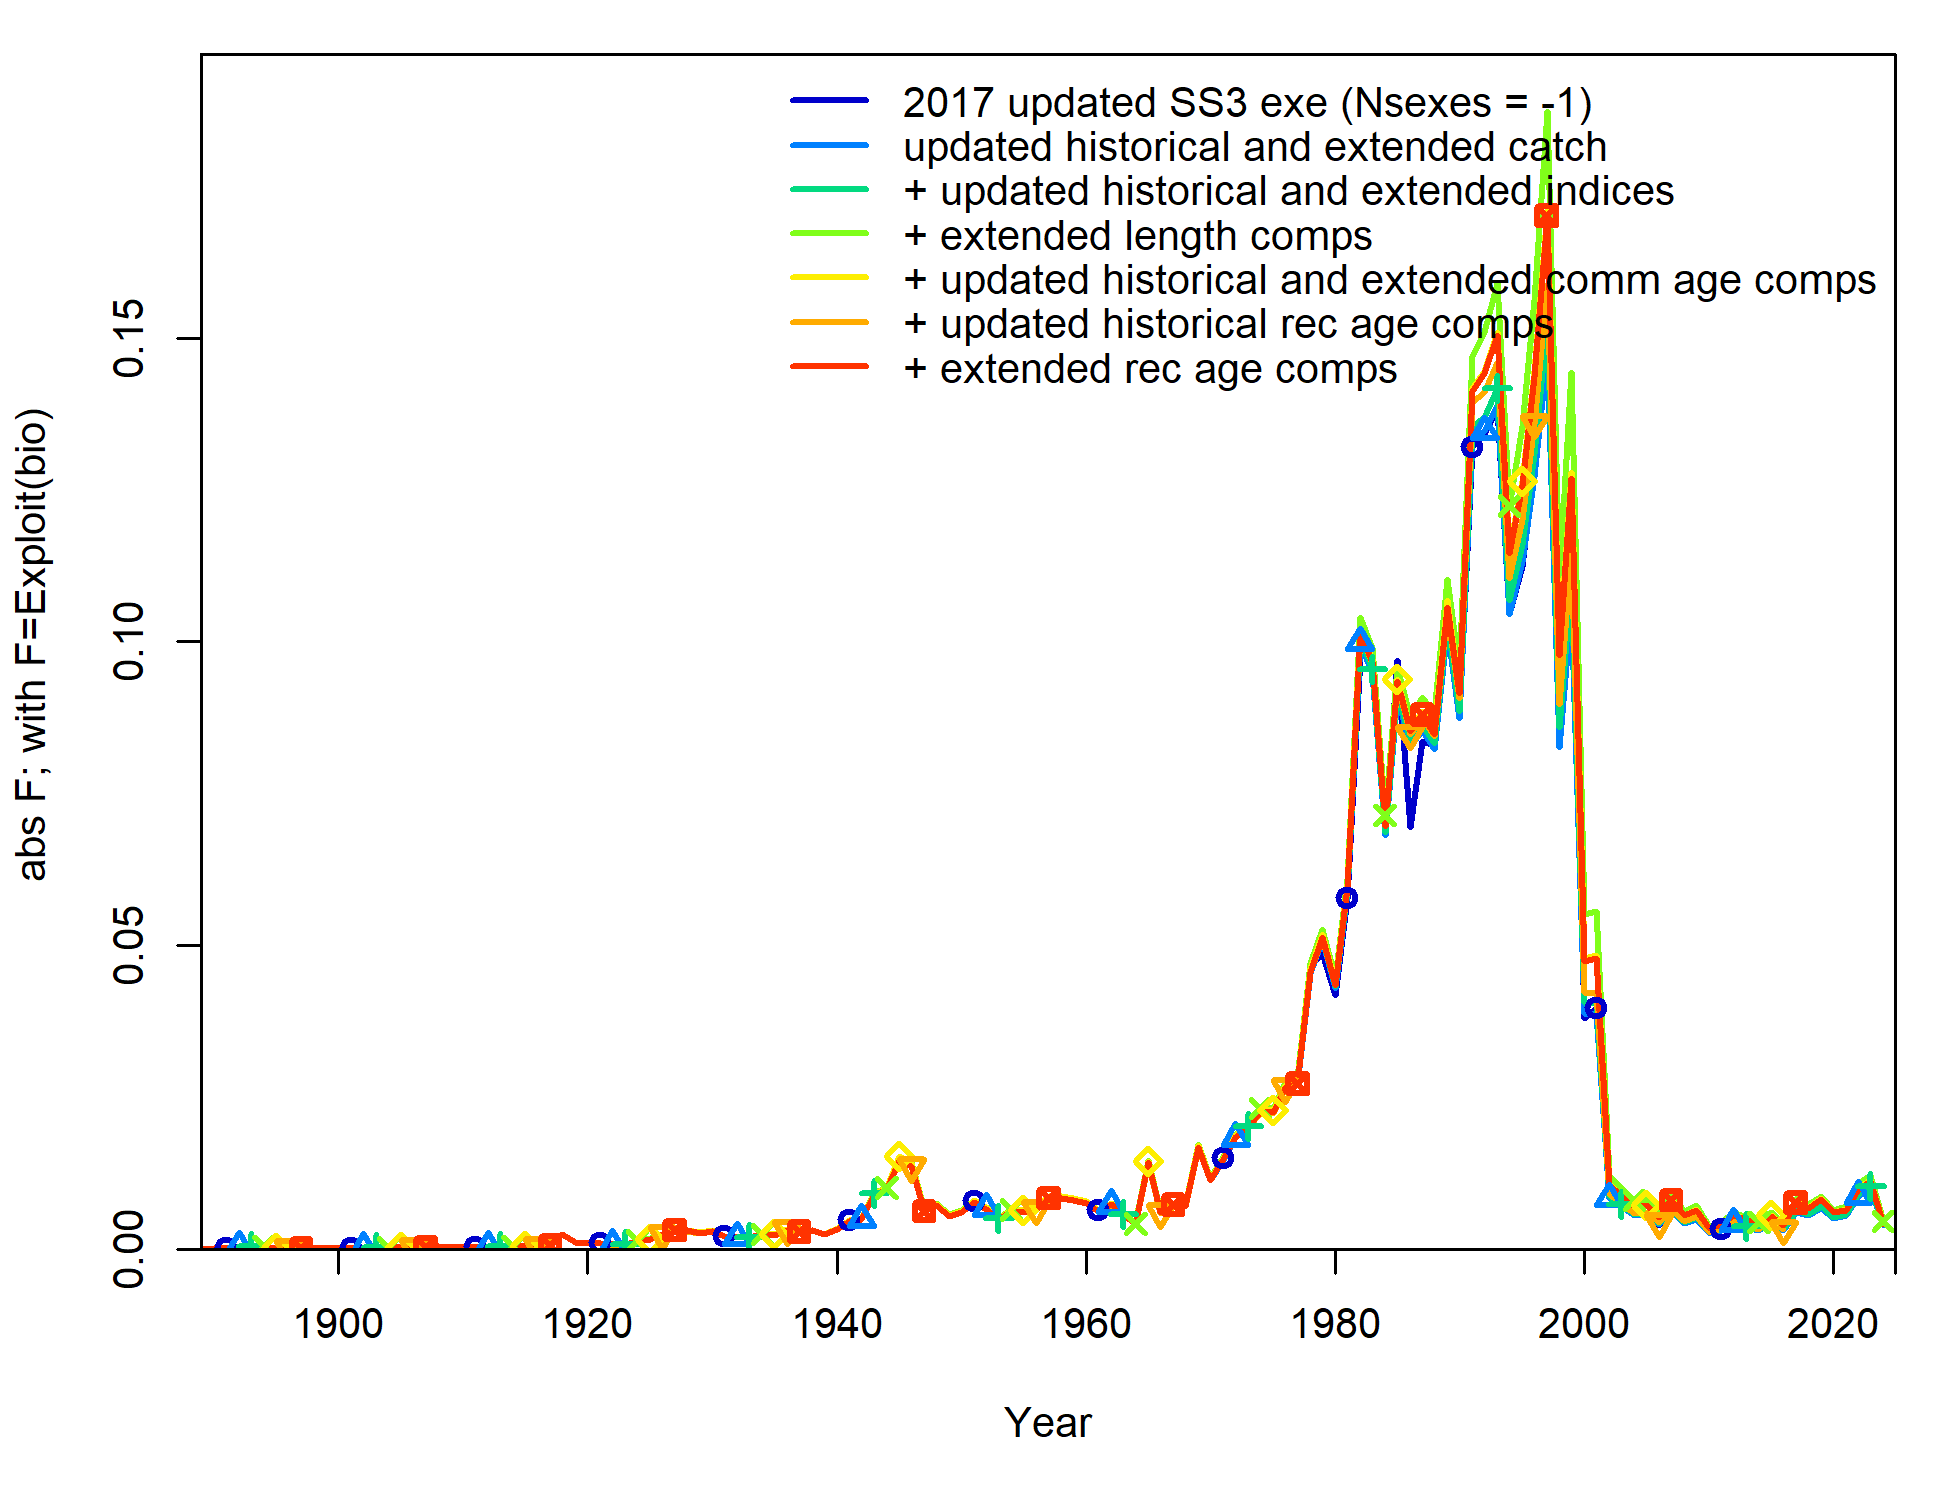 2017 updated SS3 exe (Nsexes = -1)
updated historical and extended catch
+ updated historical and extended indices
+ extended length comps
+ updated historical and extended comm age comps
+ updated historical rec age comps
+ extended rec age comps
abs F; with F=Exploit(bio)
0.15
0.10
0.05
0.00
1900 1920 1940 1960 1980 2000 2020
Year